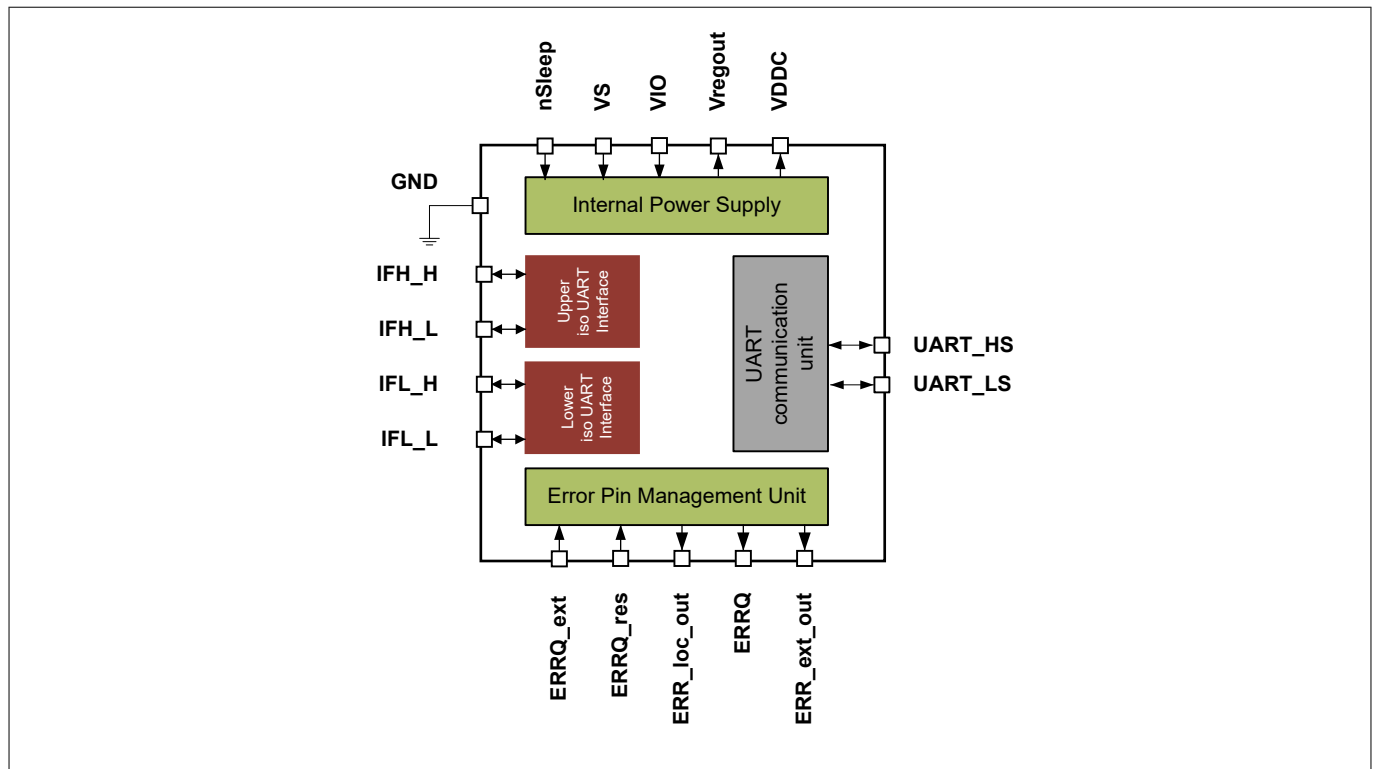 nSleep
VS
VIO
Vregout
VDDC
GND
Internal Power Supply
IFH_H
IFH_L
Upper
iso UART
Interface
UART
communication
unit
UART_HS
UART_LS
IFL_H
IFL_L
Lower
iso UART
Interface
Error Pin Management Unit
ERRQ_ext
ERRQ_res
ERR_loc_out
ERRQ
ERR_ext_out